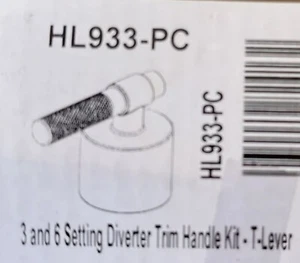 HL933-PC
HL933-PC
3 and 6 Setting Diverter Trim Handle Kit - T-Lever